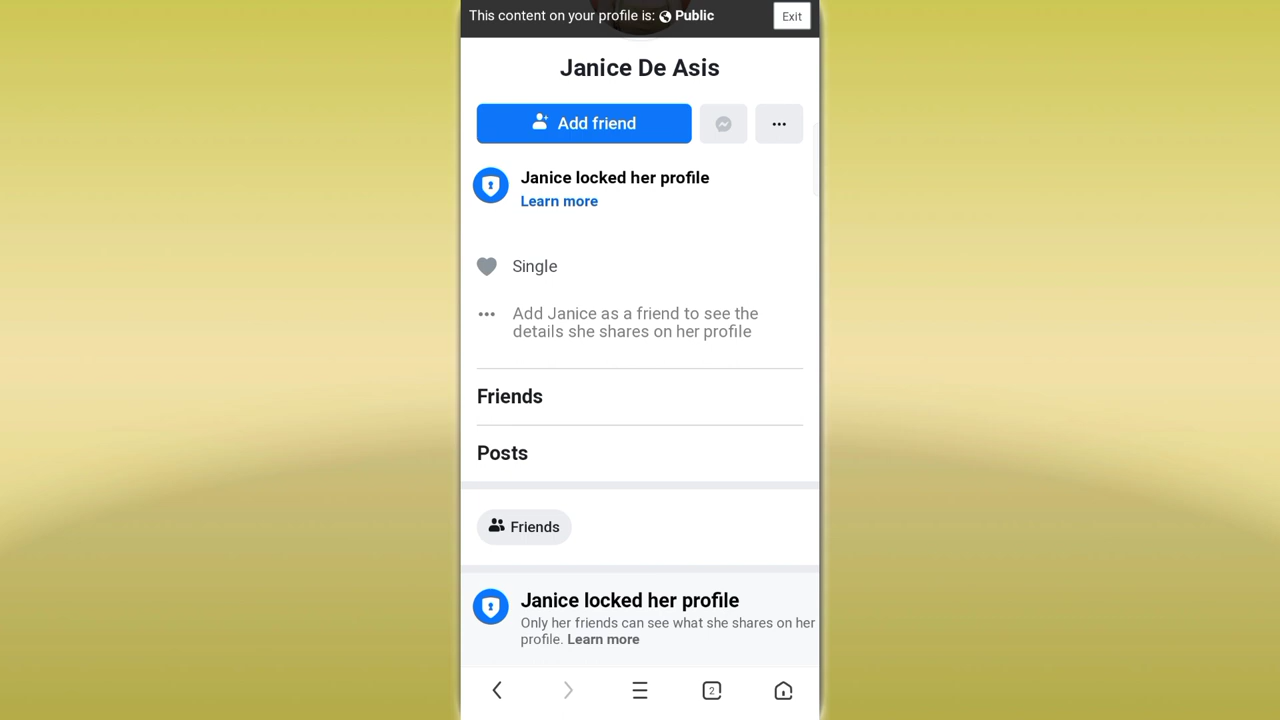 This content on your profile is: Public
Exit
Janice De Asis
Add friend
Janice locked her profile
Learn more
Single
Add Janice as a friend to see the
details she shares on her profile
Friends
Posts
Friends
Janice locked her profile
Only her friends can see what she shares on her
profile. Learn more
2